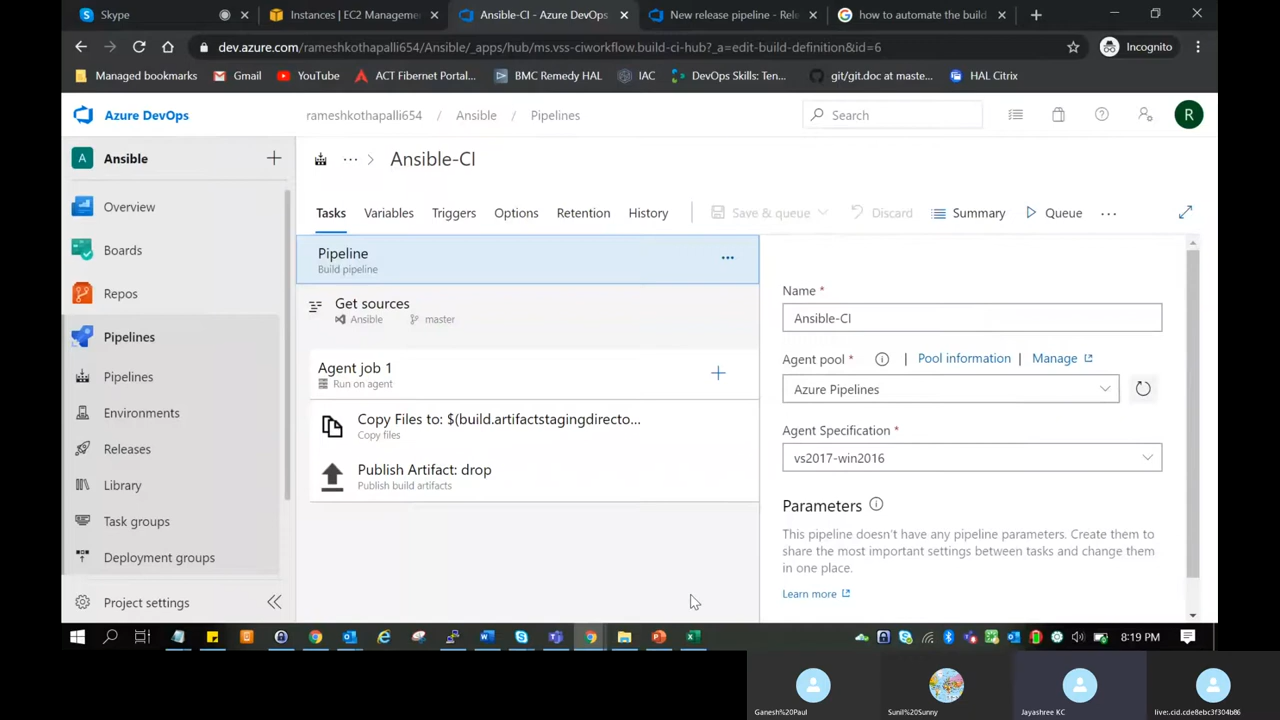 Skype
Instances | EC2 Manageme
Ansible-CI - Azure DevOps
New release pipeline - Rele
how to automate the build
dev.azure.com/rameshkothapalli654/Ansible/_apps/hub/ms.vss-ciworkflow.build-ci-hub?_a=edit-build-definition&id=6
Incognito
Managed bookmarks
Gmail
YouTube
ACT Fibernet Portal...
BMC Remedy HAL
IAC
DevOps Skills: Ten...
git/git.doc at maste...
HAL Citrix
Azure DevOps
rameshkothapalli654 / Ansible / Pipelines
Search
R
A Ansible
Ansible-CI
Overview
Boards
Repos
Pipelines
Pipelines
Environments
Releases
Library
Task groups
Deployment groups
Project settings
Tasks Variables Triggers Options Retention History
Save & queue Discard Summary Queue
Pipeline
Build pipeline
Get sources
Ansible master
Agent job 1
Run on agent
Copy Files to: $(build.artifactstagingdirecto...
Copy files
Publish Artifact: drop
Publish build artifacts
Name *
Ansible-CI
Agent pool * | Pool information | Manage
Azure Pipelines
Agent Specification *
vs2017-win2016
Parameters
This pipeline doesn't have any pipeline parameters. Create them to
share the most important settings between tasks and change them
in one place.
Learn more
8:19 PM
Ganesh%20Paul
Sunil%20Sunny
Jayashree KC
live:.cid.cde8ebc3f304b86